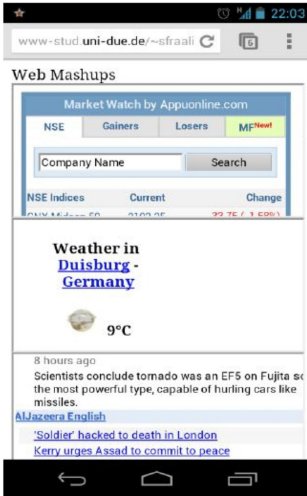 22:03
www-stud.uni-due.de/~sfraali
6
Web Mashups
Market Watch by Appuonline.com
NSE Gainers Losers MF New!
Company Name Search
NSE Indices Current Change
Weather in
Duisburg -
Germany
9°C
8 hours ago
Scientists conclude tornado was an EF5 on Fujita sc
the most powerful type, capable of hurling cars like
missiles.
AlJazeera English
'Soldier' hacked to death in London
Kerry urges Assad to commit to peace